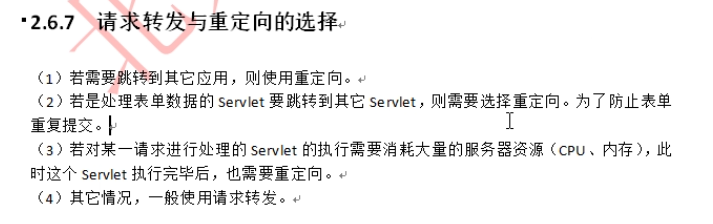 2.6.7 请求转发与重定向的选择
（1）若需要跳转到其它应用，则使用重定向。
（2）若是处理表单数据的 Servlet 要跳转到其它 Servlet，则需要选择重定向。为了防止表单
重复提交。
（3）若对某一请求进行处理的 Servlet 的执行需要消耗大量的服务器资源（CPU、内存），此
时这个 Servlet 执行完毕后，也需要重定向。
（4）其它情况，一般使用请求转发。